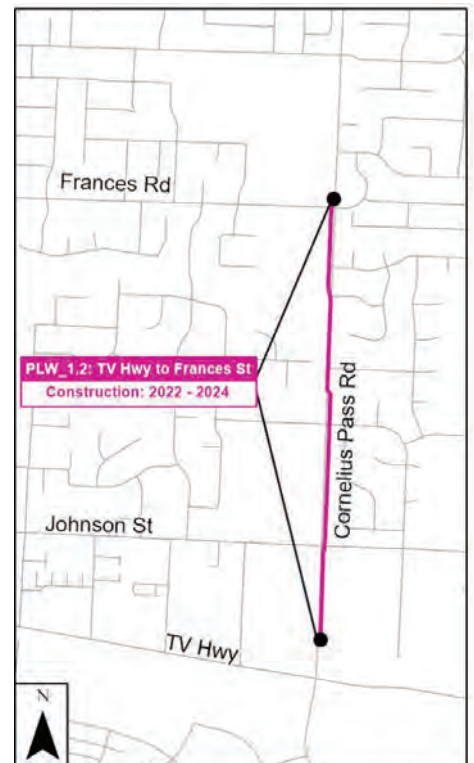 Frances Rd
PLW_1.2: TV Hwy to Frances St
Construction: 2022 - 2024
Cornelius Pass Rd
Johnson St
TV Hwy
N